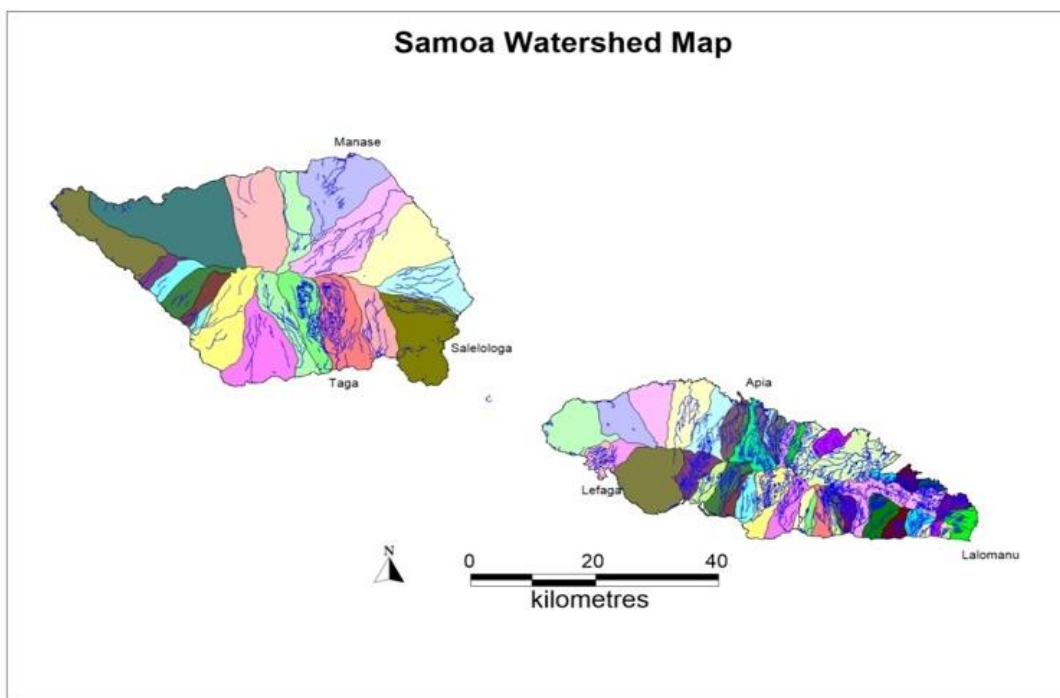 Samoa Watershed Map
Manase
Salelologa
Taga
Apia
Lefaga
Lalomanu
N
0 20 40
kilometres